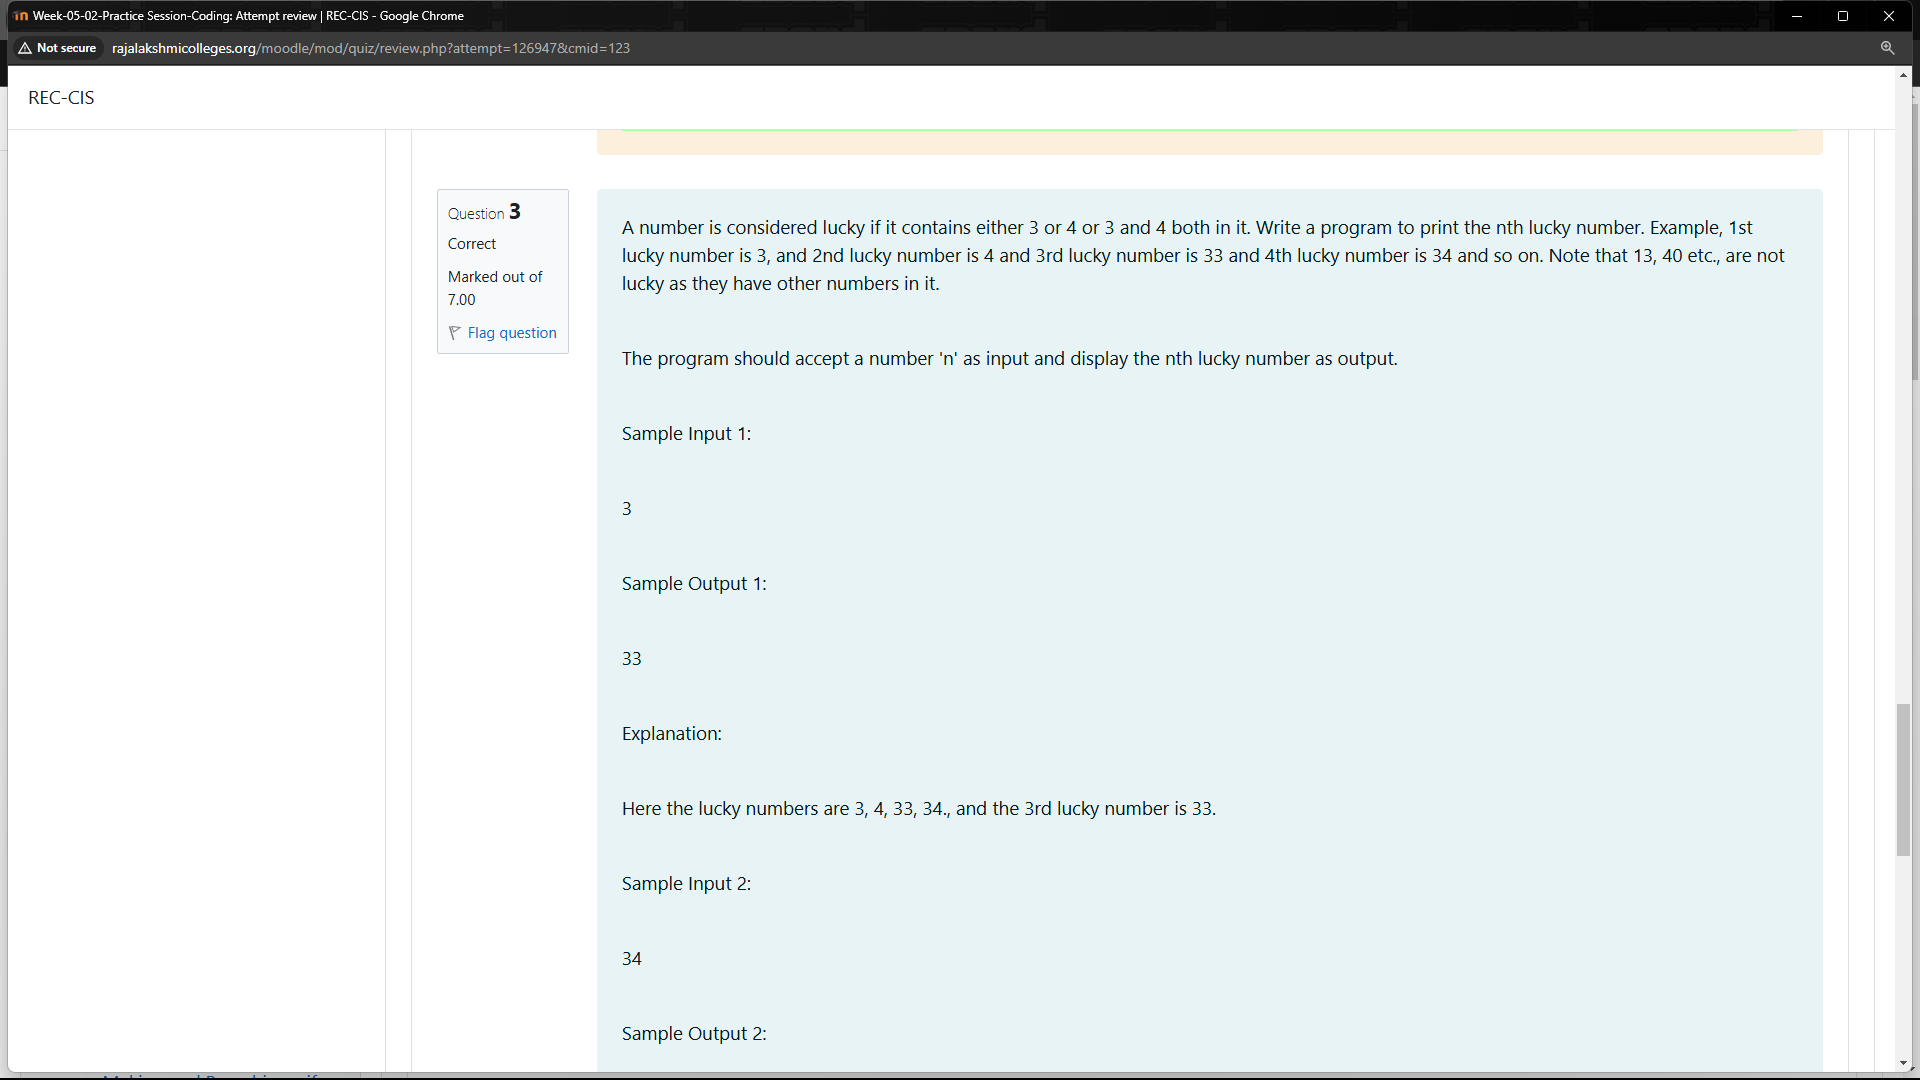 Week-05-02-Practice Session-Coding: Attempt review | REC-CIS - Google Chrome
Not secure
rajalakshmicolleges.org/moodle/mod/quiz/review.php?attempt=126947&cmid=123
REC-CIS
Question 3
Correct
Marked out of
7.00
Flag question
A number is considered lucky if it contains either 3 or 4 or 3 and 4 both in it. Write a program to print the nth lucky number. Example, 1st
lucky number is 3, and 2nd lucky number is 4 and 3rd lucky number is 33 and 4th lucky number is 34 and so on. Note that 13, 40 etc., are not
lucky as they have other numbers in it.
The program should accept a number 'n' as input and display the nth lucky number as output.
Sample Input 1:
3
Sample Output 1:
33
Explanation:
Here the lucky numbers are 3, 4, 33, 34., and the 3rd lucky number is 33.
Sample Input 2:
34
Sample Output 2: